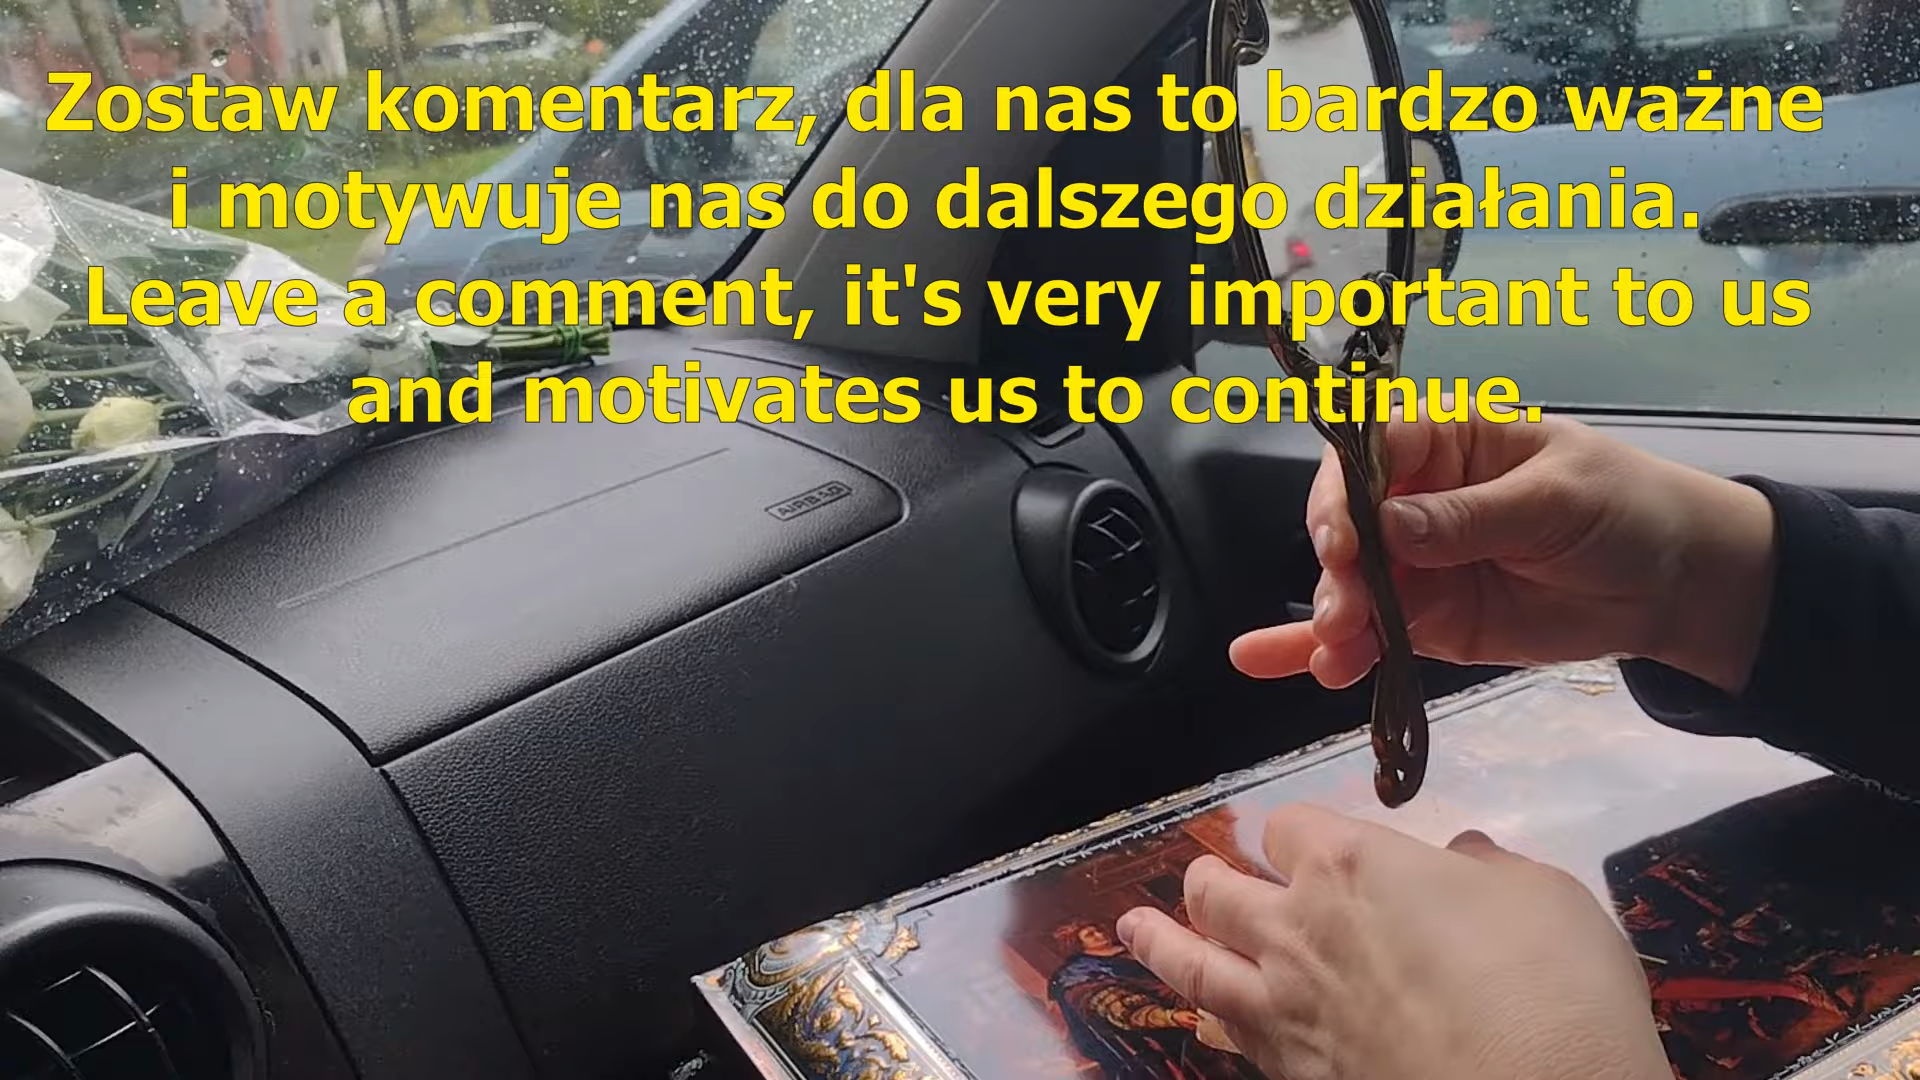 Zostaw komentarz, dla nas to bardzo ważne
i motywuje nas do dalszego działania.
Leave a comment, it's very important to us
and motivates us to continue.
AIRBAG